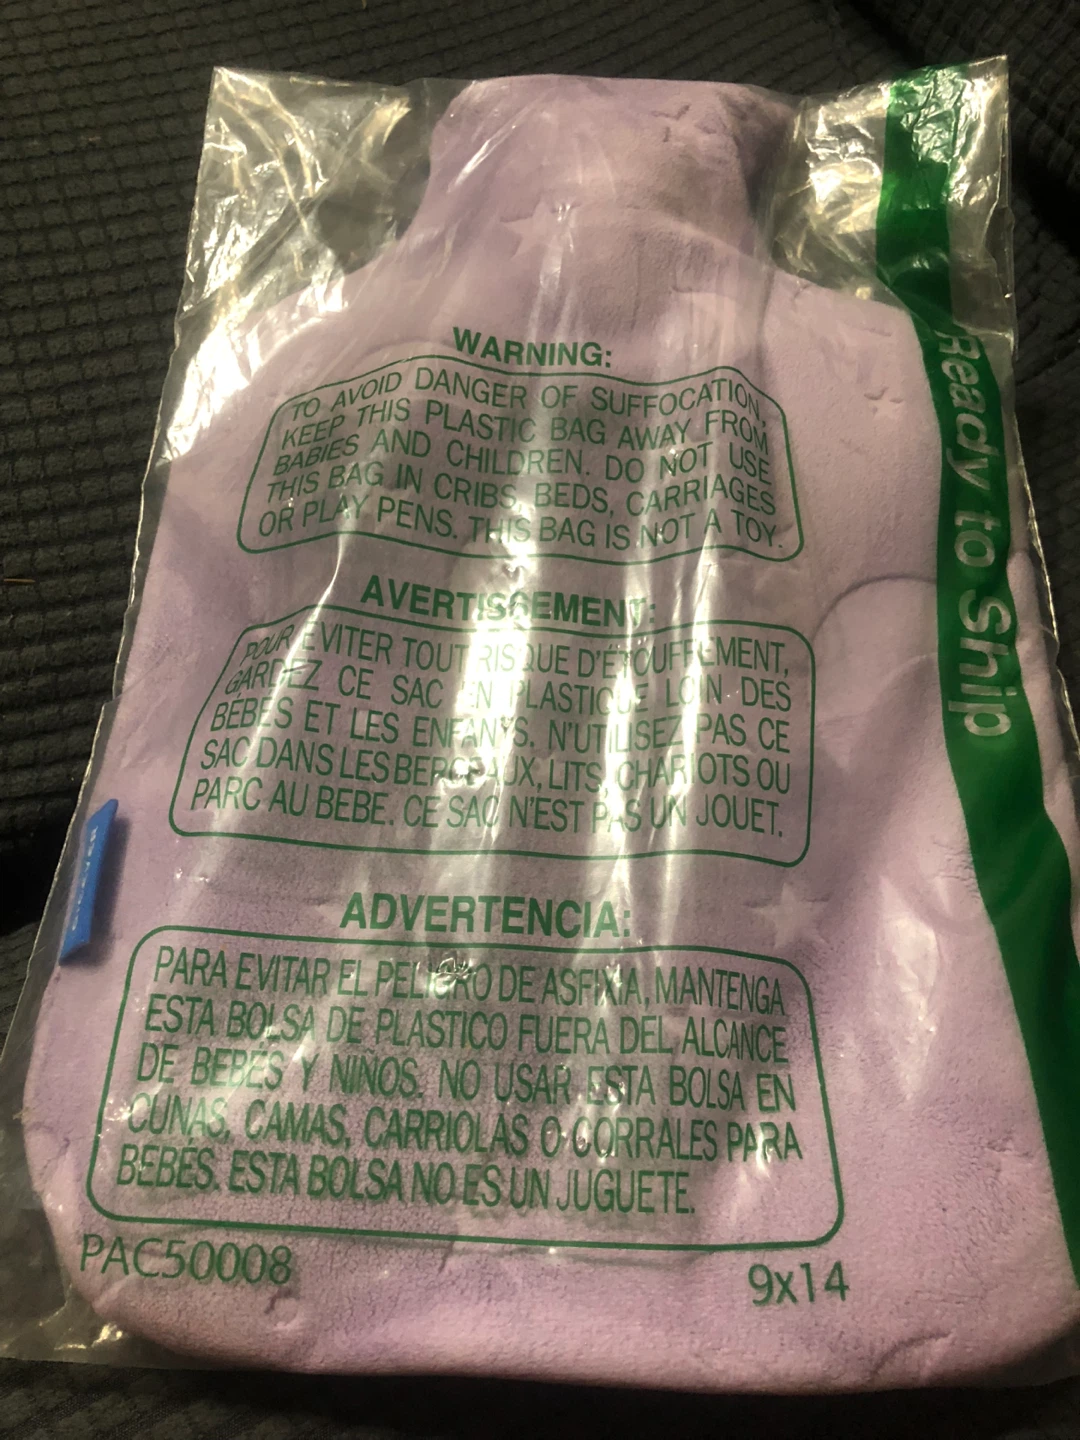 WARNING:
TO AVOID DANGER OF SUFFOCATION,
KEEP THIS PLASTIC BAG AWAY FROM
BABIES AND CHILDREN. DO NOT USE
THIS BAG IN CRIBS, BEDS, CARRIAGES
OR PLAY PENS. THIS BAG IS NOT A TOY.
AVERTISSEMENT:
POUR EVITER TOUT RISQUE D'ÉTOUFFEMENT,
GARDEZ CE SAC EN PLASTIQUE LOIN DES
BÉBÉS ET LES ENFANTS. N'UTILISEZ PAS CE
SAC DANS LES BERCEAUX, LITS, CHARIOTS OU
PARC AU BEBE. CE SAC N'EST PAS UN JOUET.
ADVERTENCIA:
PARA EVITAR EL PELIGRO DE ASFIXIA, MANTENGA
ESTA BOLSA DE PLASTICO FUERA DEL ALCANCE
DE BEBÉS Y NIÑOS. NO USAR ESTA BOLSA EN
CUNAS, CAMAS, CARRIOLAS O CORRALES PARA
BEBÉS. ESTA BOLSA NO ES UN JUGUETE.
PAC50008
9x14
Ready to Ship